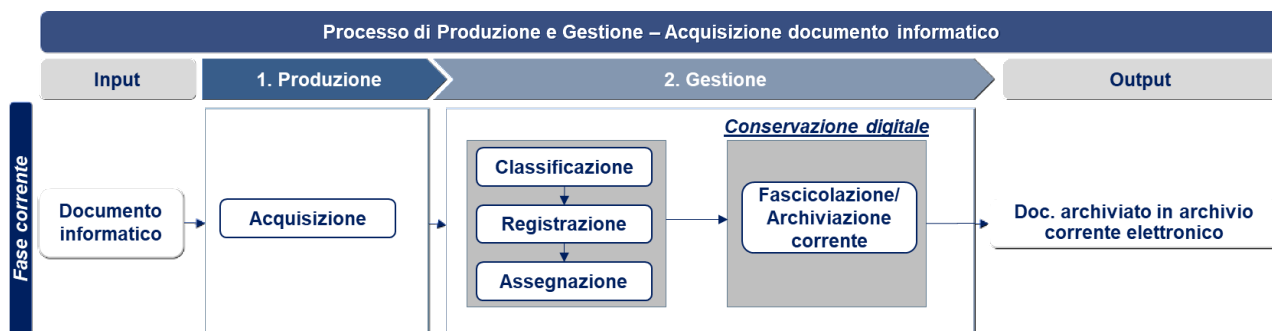 Processo di Produzione e Gestione – Acquisizione documento informatico
Input
1. Produzione
2. Gestione
Output
Fase corrente
Documento
informatico
Acquisizione
Classificazione
Registrazione
Assegnazione
Conservazione digitale
Fascicolazione/
Archiviazione
corrente
Doc. archiviato in archivio
corrente elettronico